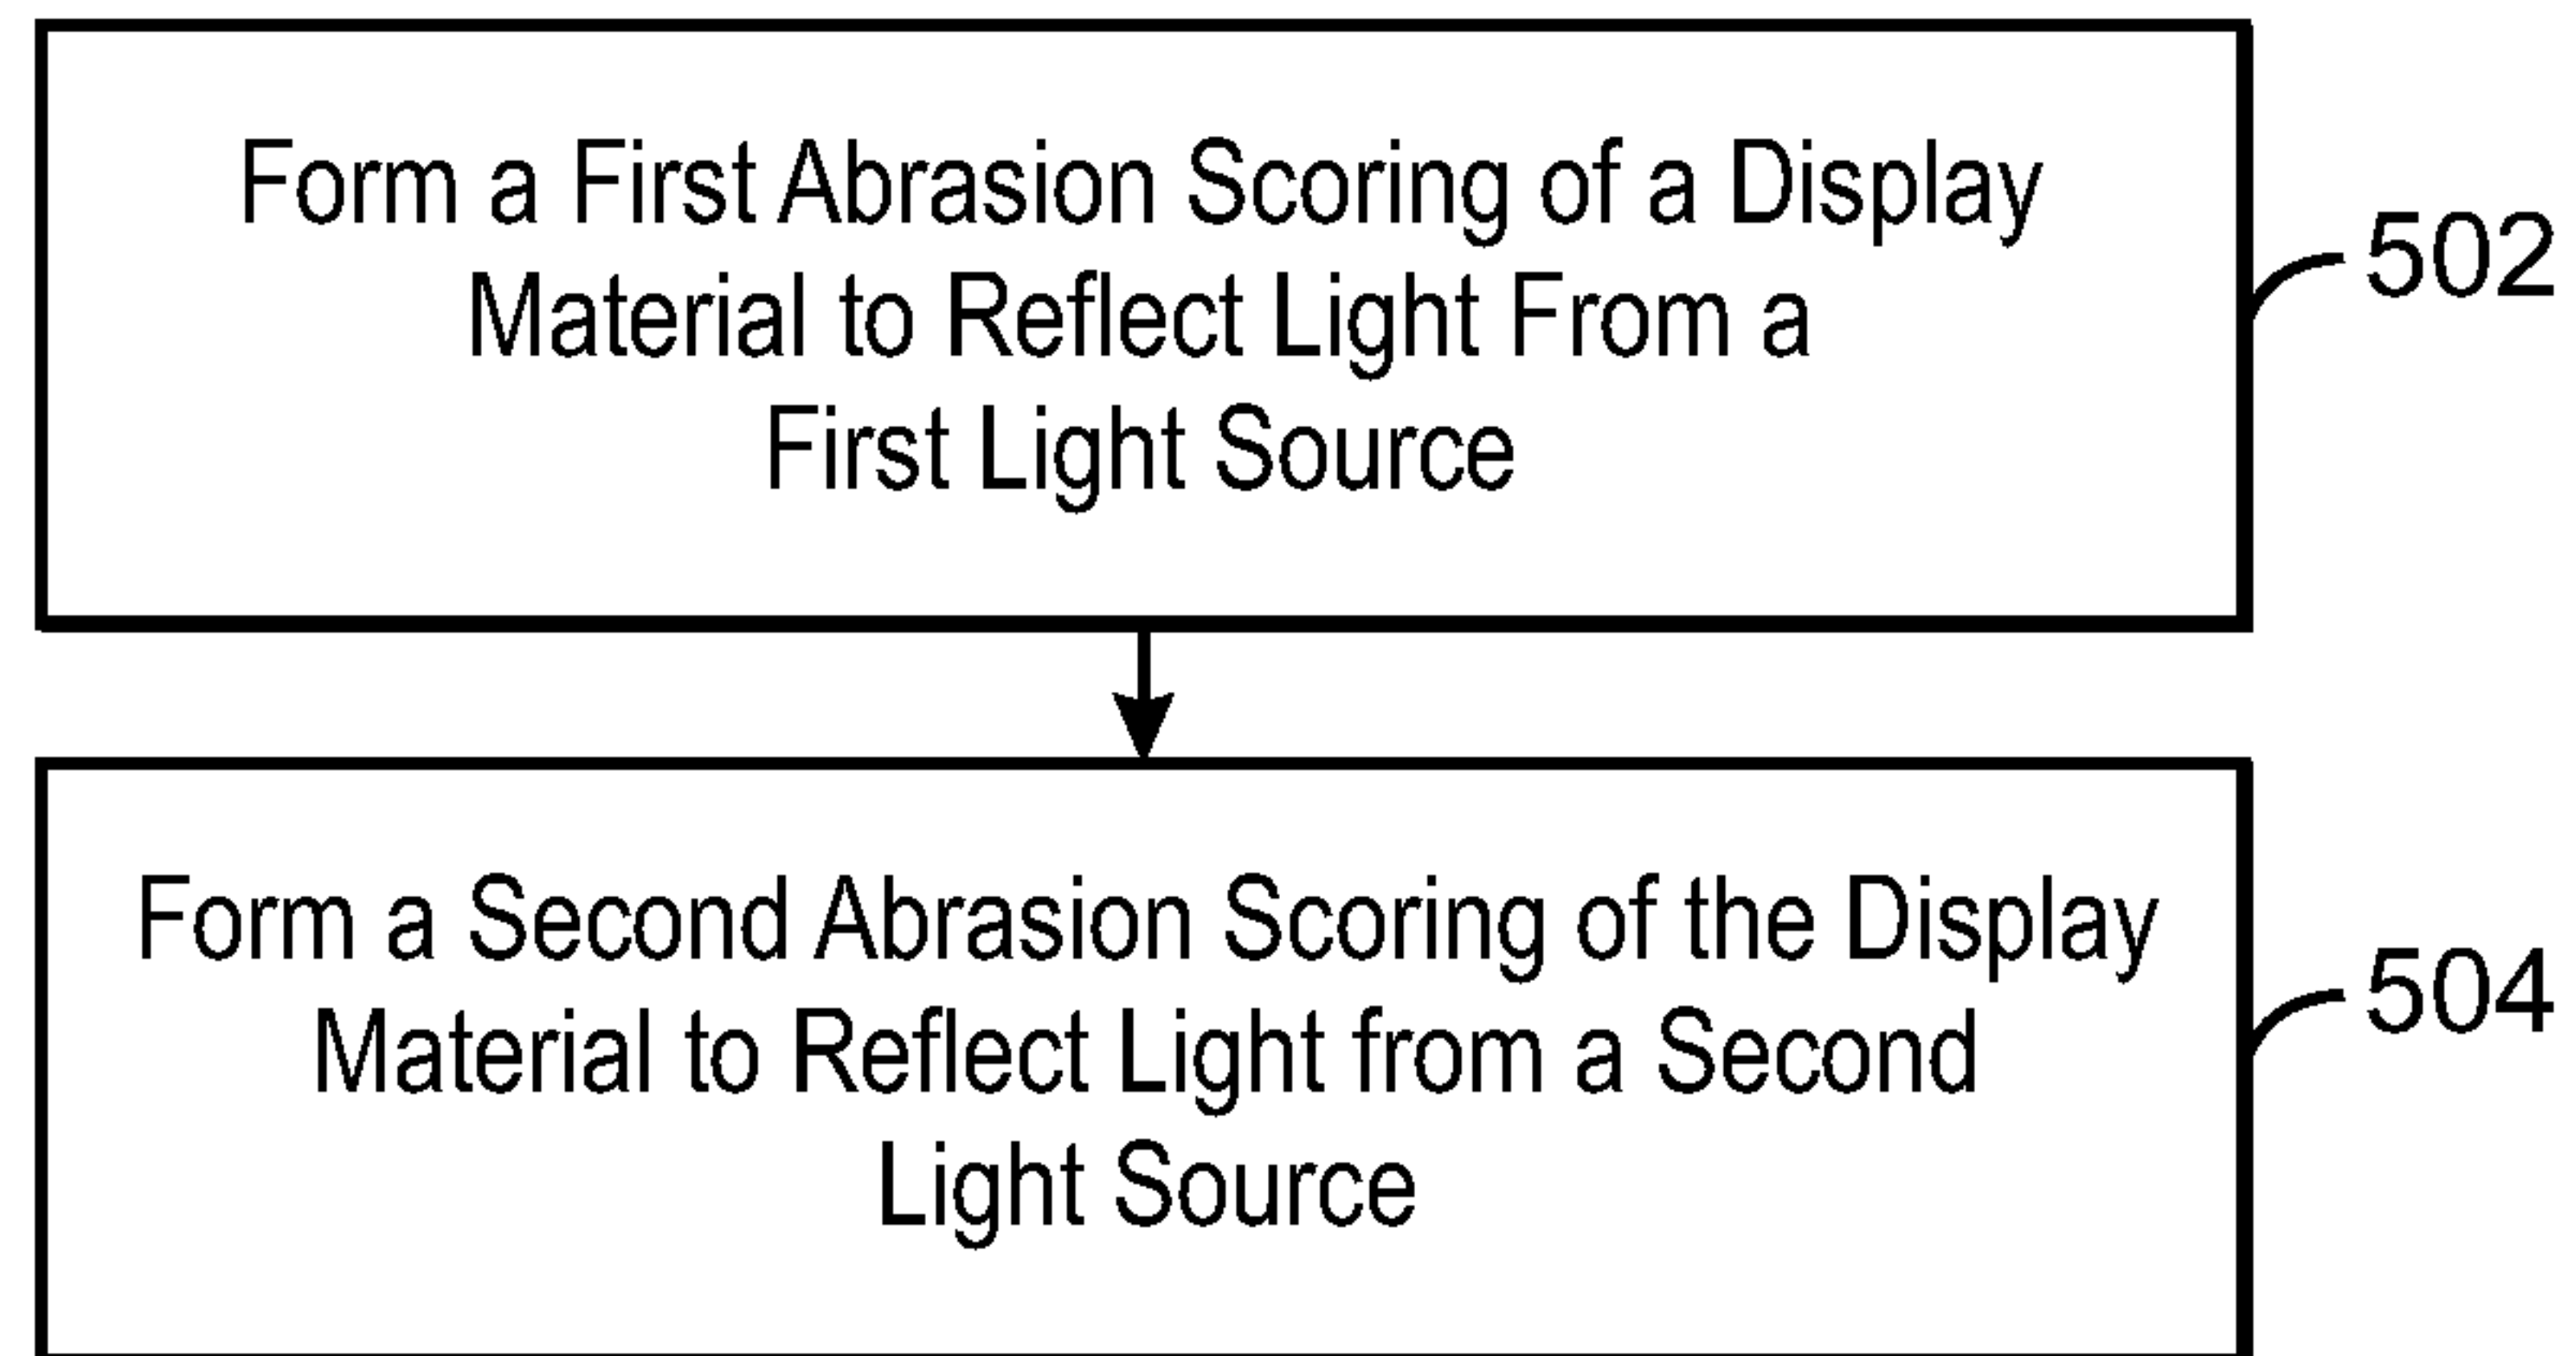 Form a First Abrasion Scoring of a Display
Material to Reflect Light From a
First Light Source
502
Form a Second Abrasion Scoring of the Display
Material to Reflect Light from a Second
Light Source
504